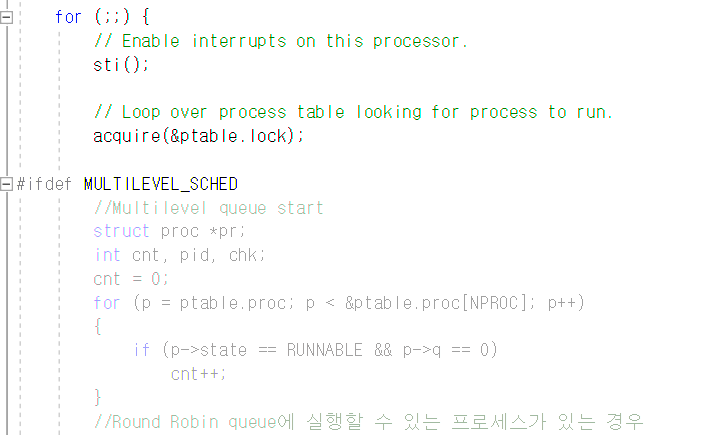 for (;;) {
// Enable interrupts on this processor.
sti();
// Loop over process table looking for process to run.
acquire(&ptable.lock);
#ifdef MULTILEVEL_SCHED
//Multilevel queue start
struct proc *pr;
int cnt, pid, chk;
cnt = 0;
for (p = ptable.proc; p < &ptable.proc[NPROC]; p++)
{
if (p->state == RUNNABLE && p->q == 0)
cnt++;
}
//Round Robin queue에 실행할 수 있는 프로세스가 있는 경우